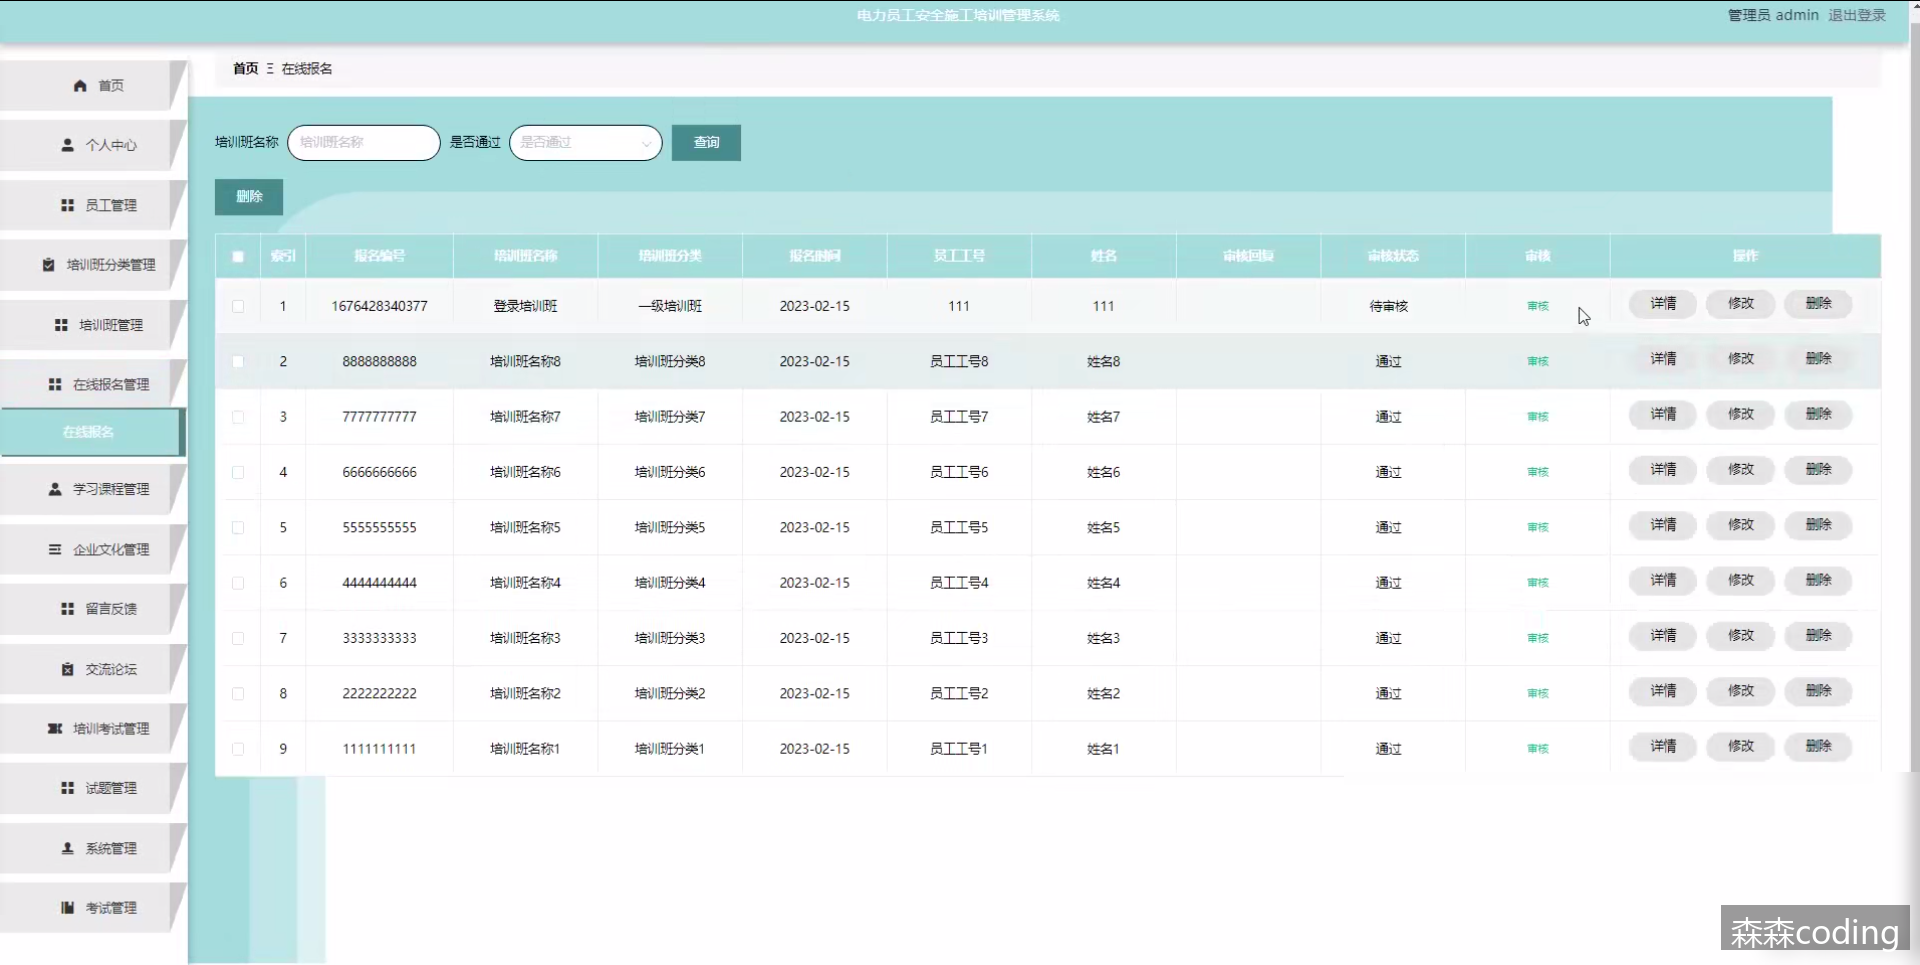 电力员工安全施工培训管理系统
管理员 admin 退出登录
首页 Ξ 在线报名
首页
个人中心
员工管理
培训班分类管理
培训班管理
在线报名管理
在线报名
学习课程管理
企业文化管理
留言反馈
交流论坛
培训考试管理
试题管理
系统管理
考试管理
培训班名称 培训班名称 是否通过 是否通过 查询
删除
索引 报名编号 培训班名称 培训班分类 报名时间 员工工号 姓名 审核回复 审核状态 审核 操作
1 1676428340377 登录培训班 一级培训班 2023-02-15 111 111 待审核 审核 详情 修改 删除
2 8888888888 培训班名称8 培训班分类8 2023-02-15 员工工号8 姓名8 通过 审核 详情 修改 删除
3 7777777777 培训班名称7 培训班分类7 2023-02-15 员工工号7 姓名7 通过 审核 详情 修改 删除
4 6666666666 培训班名称6 培训班分类6 2023-02-15 员工工号6 姓名6 通过 审核 详情 修改 删除
5 5555555555 培训班名称5 培训班分类5 2023-02-15 员工工号5 姓名5 通过 审核 详情 修改 删除
6 4444444444 培训班名称4 培训班分类4 2023-02-15 员工工号4 姓名4 通过 审核 详情 修改 删除
7 3333333333 培训班名称3 培训班分类3 2023-02-15 员工工号3 姓名3 通过 审核 详情 修改 删除
8 2222222222 培训班名称2 培训班分类2 2023-02-15 员工工号2 姓名2 通过 审核 详情 修改 删除
9 1111111111 培训班名称1 培训班分类1 2023-02-15 员工工号1 姓名1 通过 审核 详情 修改 删除
森森coding